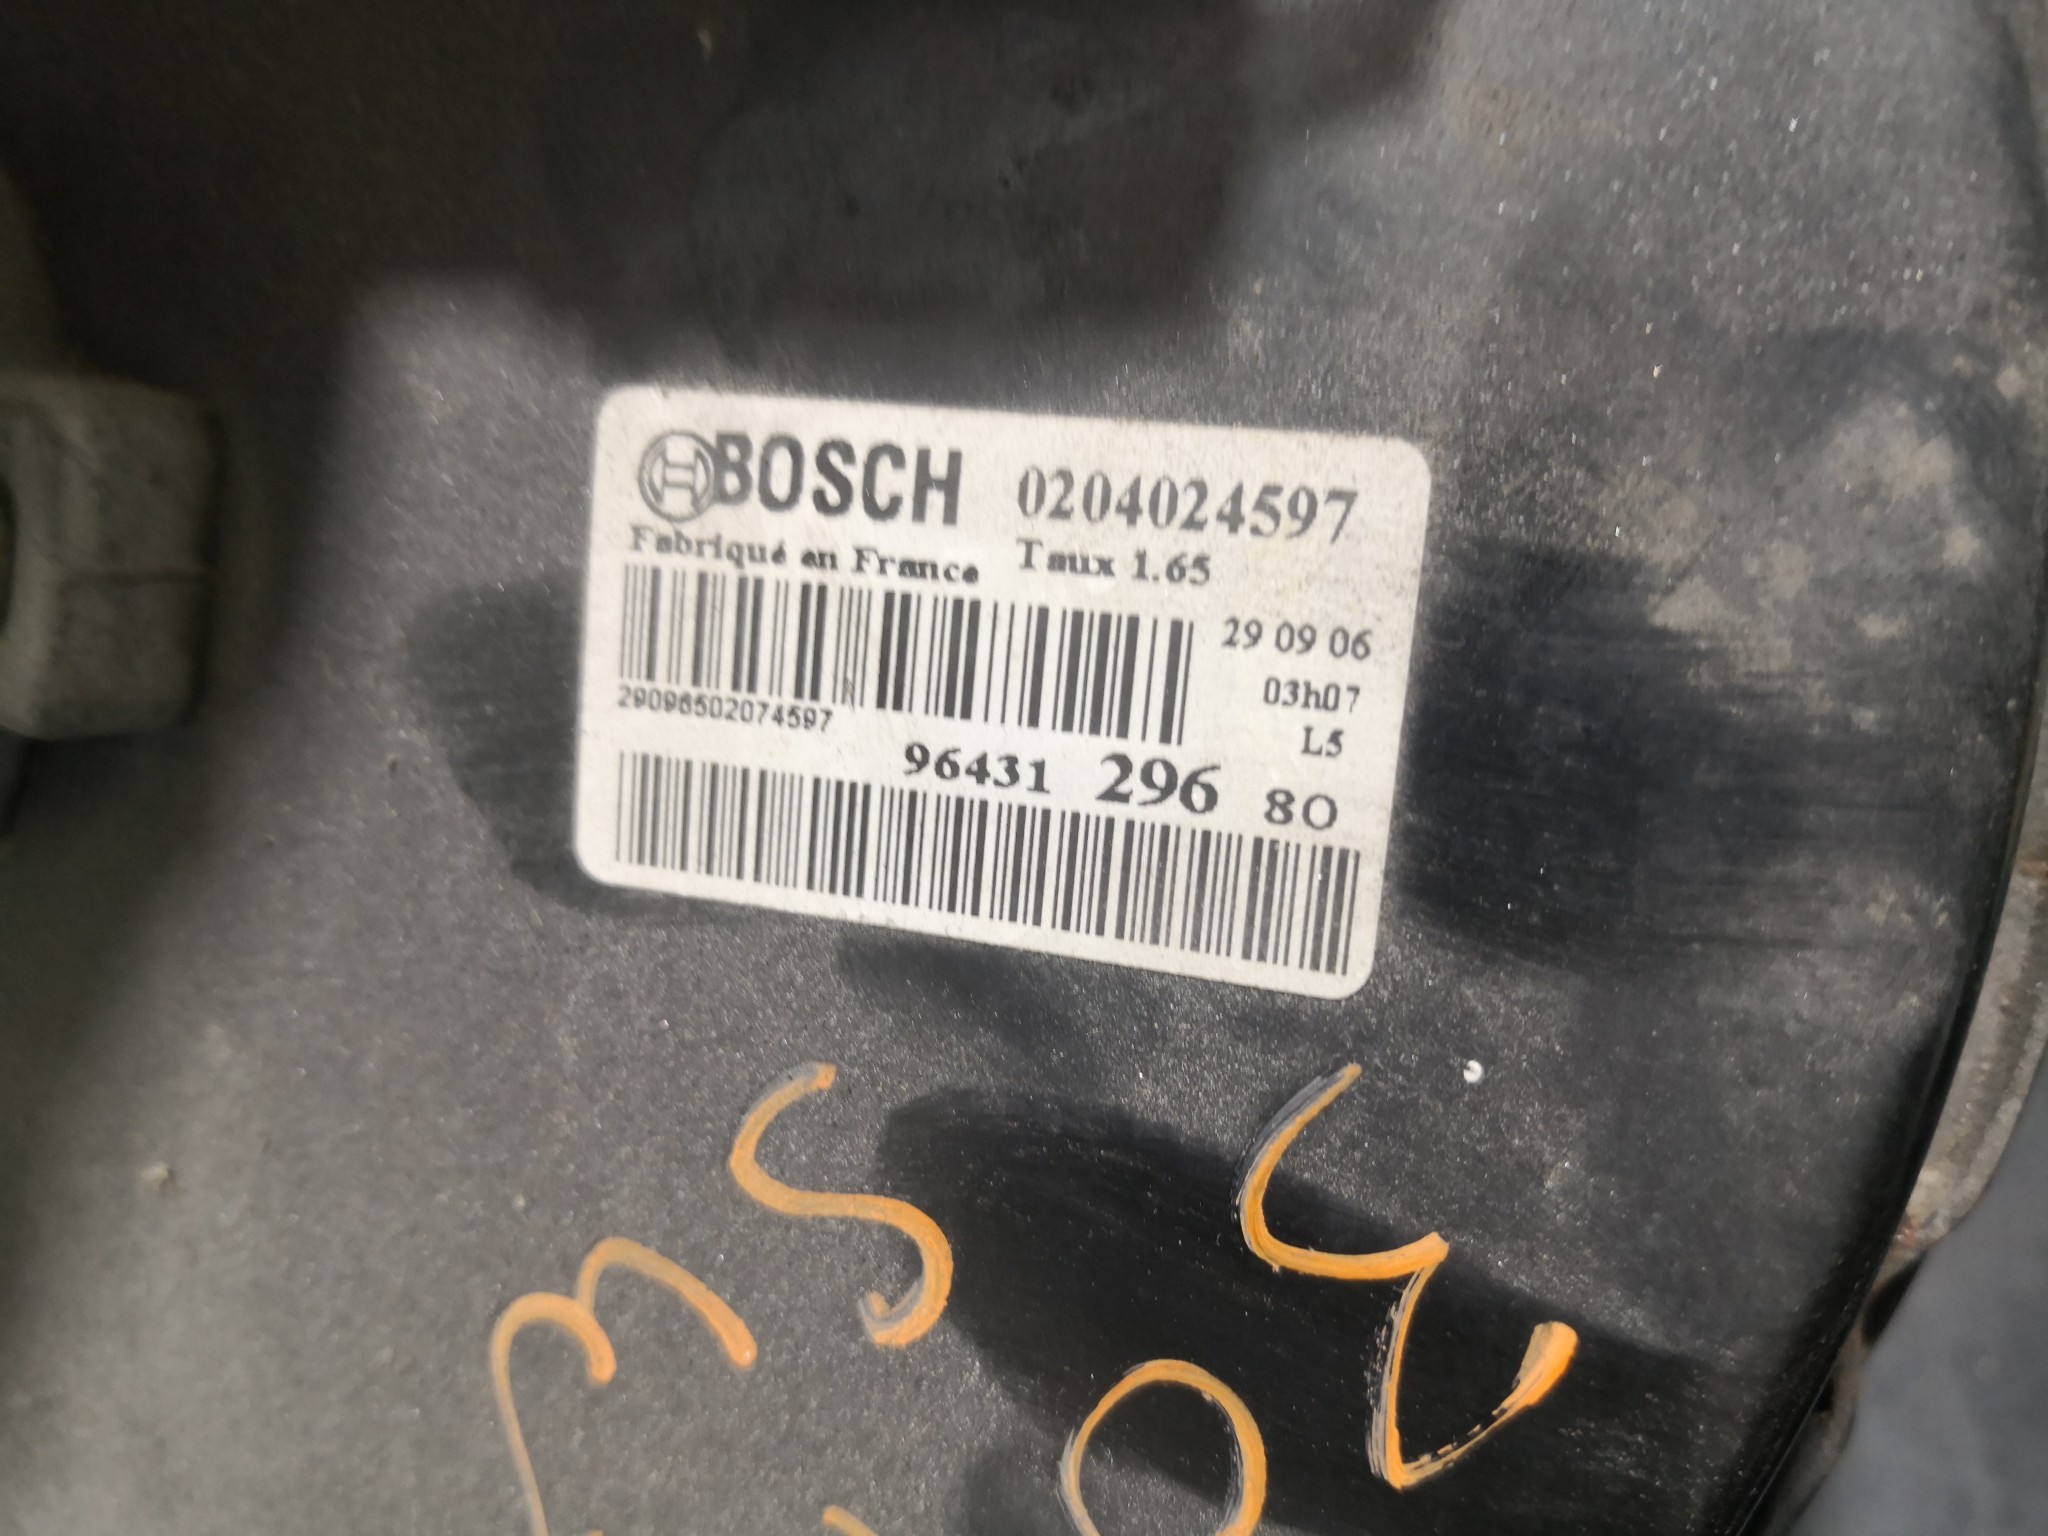 BOSCH 0204024597
Fabriqué en France Taux 1.65
29 09 06
03h07
L5
29096502074597
96431 296 80